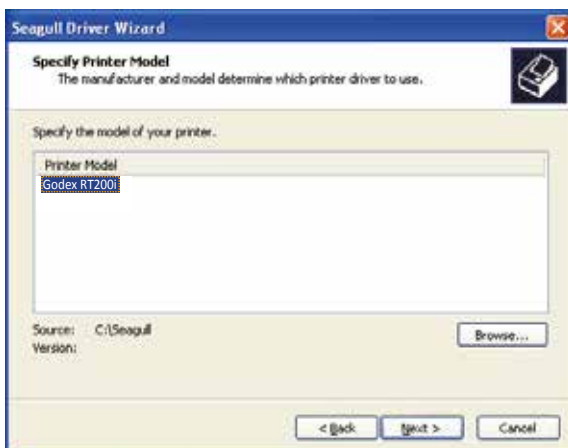 Seagull Driver Wizard
Specify Printer Model
The manufacturer and model determine which printer driver to use.
Specify the model of your printer.
Printer Model
Godex RT200i
Source: C:\Seagull
Version:
Browse...
< Back
Next >
Cancel